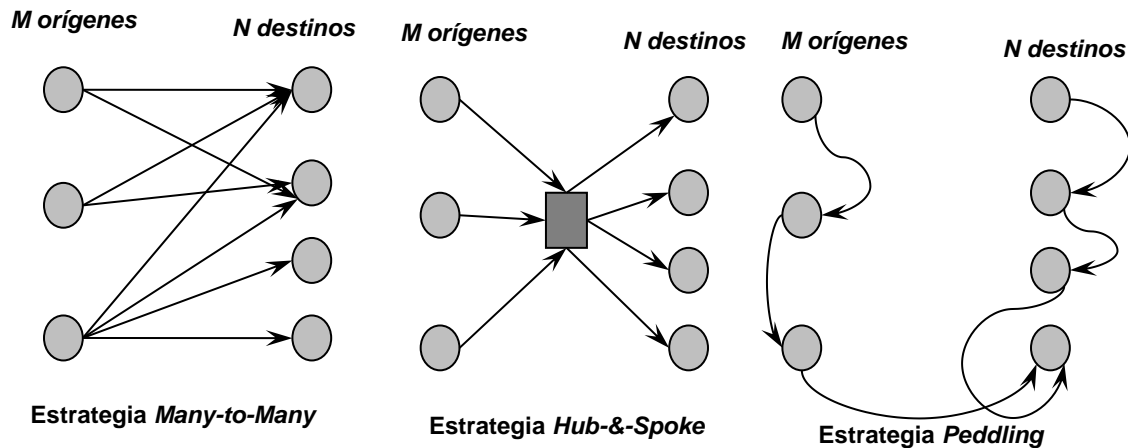 M orígenes
N destinos
Estrategia Many-to-Many
M orígenes
N destinos
Estrategia Hub-&-Spoke
M orígenes
N destinos
Estrategia Peddling